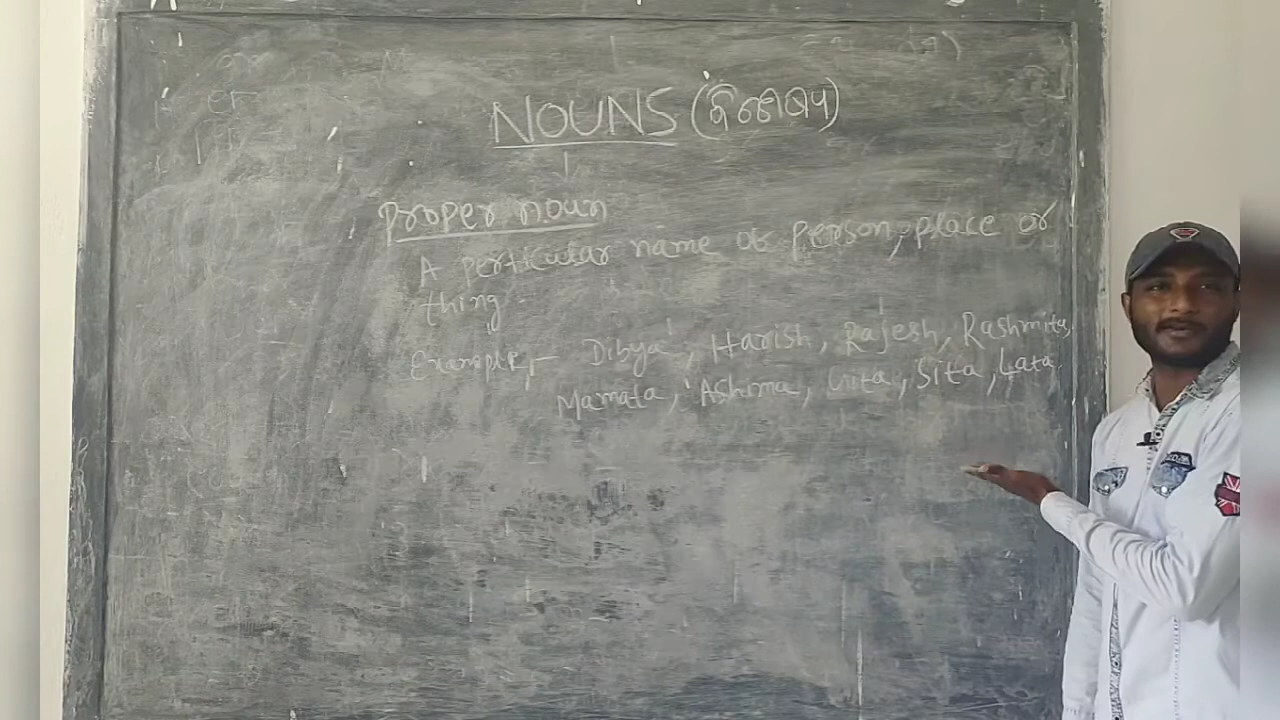 NOUNS (ବିଶେଷ୍ୟ)
Proper noun
A perticular name of person, place or
thing
Example,- Dibya, Harish, Rajesh, Rashmita,
Mamata, Ashima, Gita, Sita, Lata